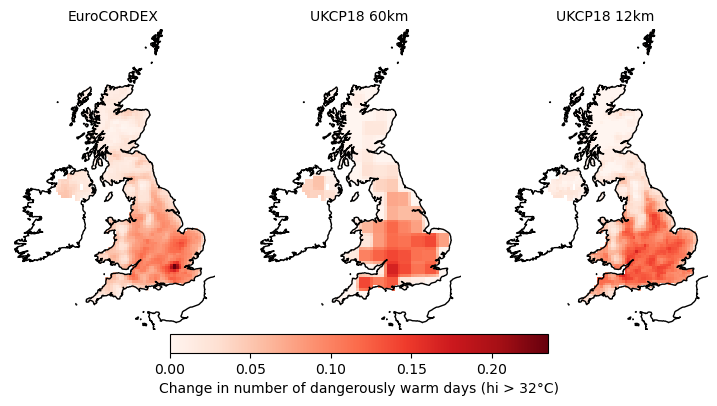 EuroCORDEX
UKCP18 60km
UKCP18 12km
0.00 0.05 0.10 0.15 0.20
Change in number of dangerously warm days (hi > 32°C)